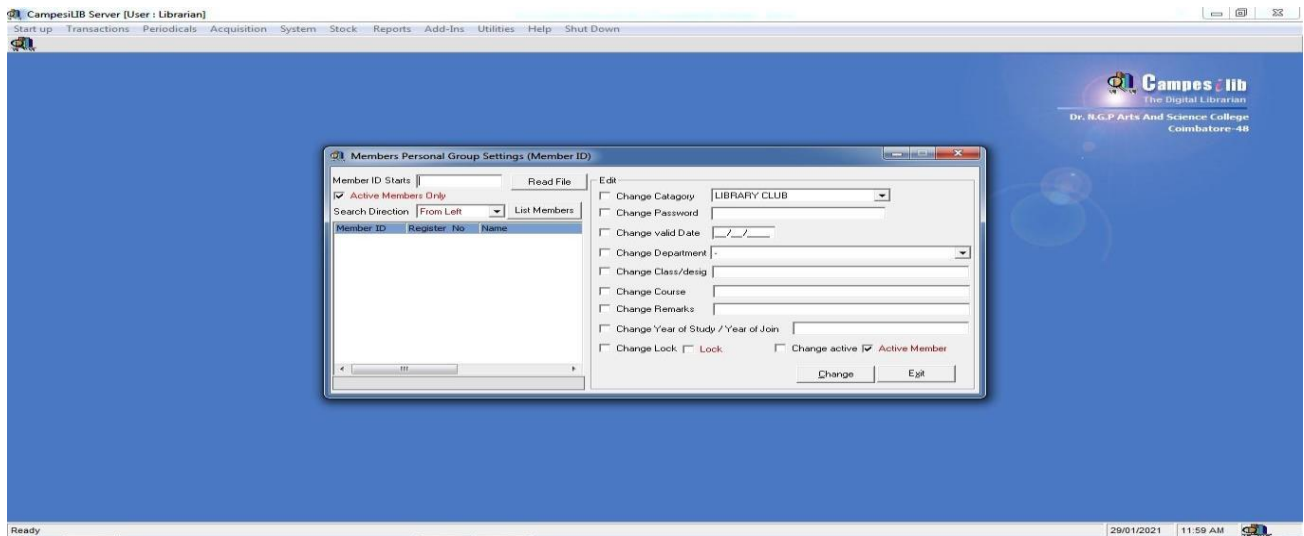 CampesiLIB Server [User : Librarian]
Start up Transactions Periodicals Acquisition System Stock Reports Add-Ins Utilities Help Shut Down
Campes i lib
The Digital Librarian
Dr. N.G.P Arts And Science College
Coimbatore-48
Members Personal Group Settings (Member ID)
Member ID Starts Read File
Active Members Only
Search Direction From Left List Members
Member ID Register No Name
Edit
Change Catagory LIBRARY CLUB
Change Password
Change valid Date __/__/____
Change Department -
Change Class/desig
Change Course
Change Remarks
Change Year of Study / Year of Join
Change Lock Lock Change active Active Member
Change Exit
Ready 29/01/2021 11:59 AM